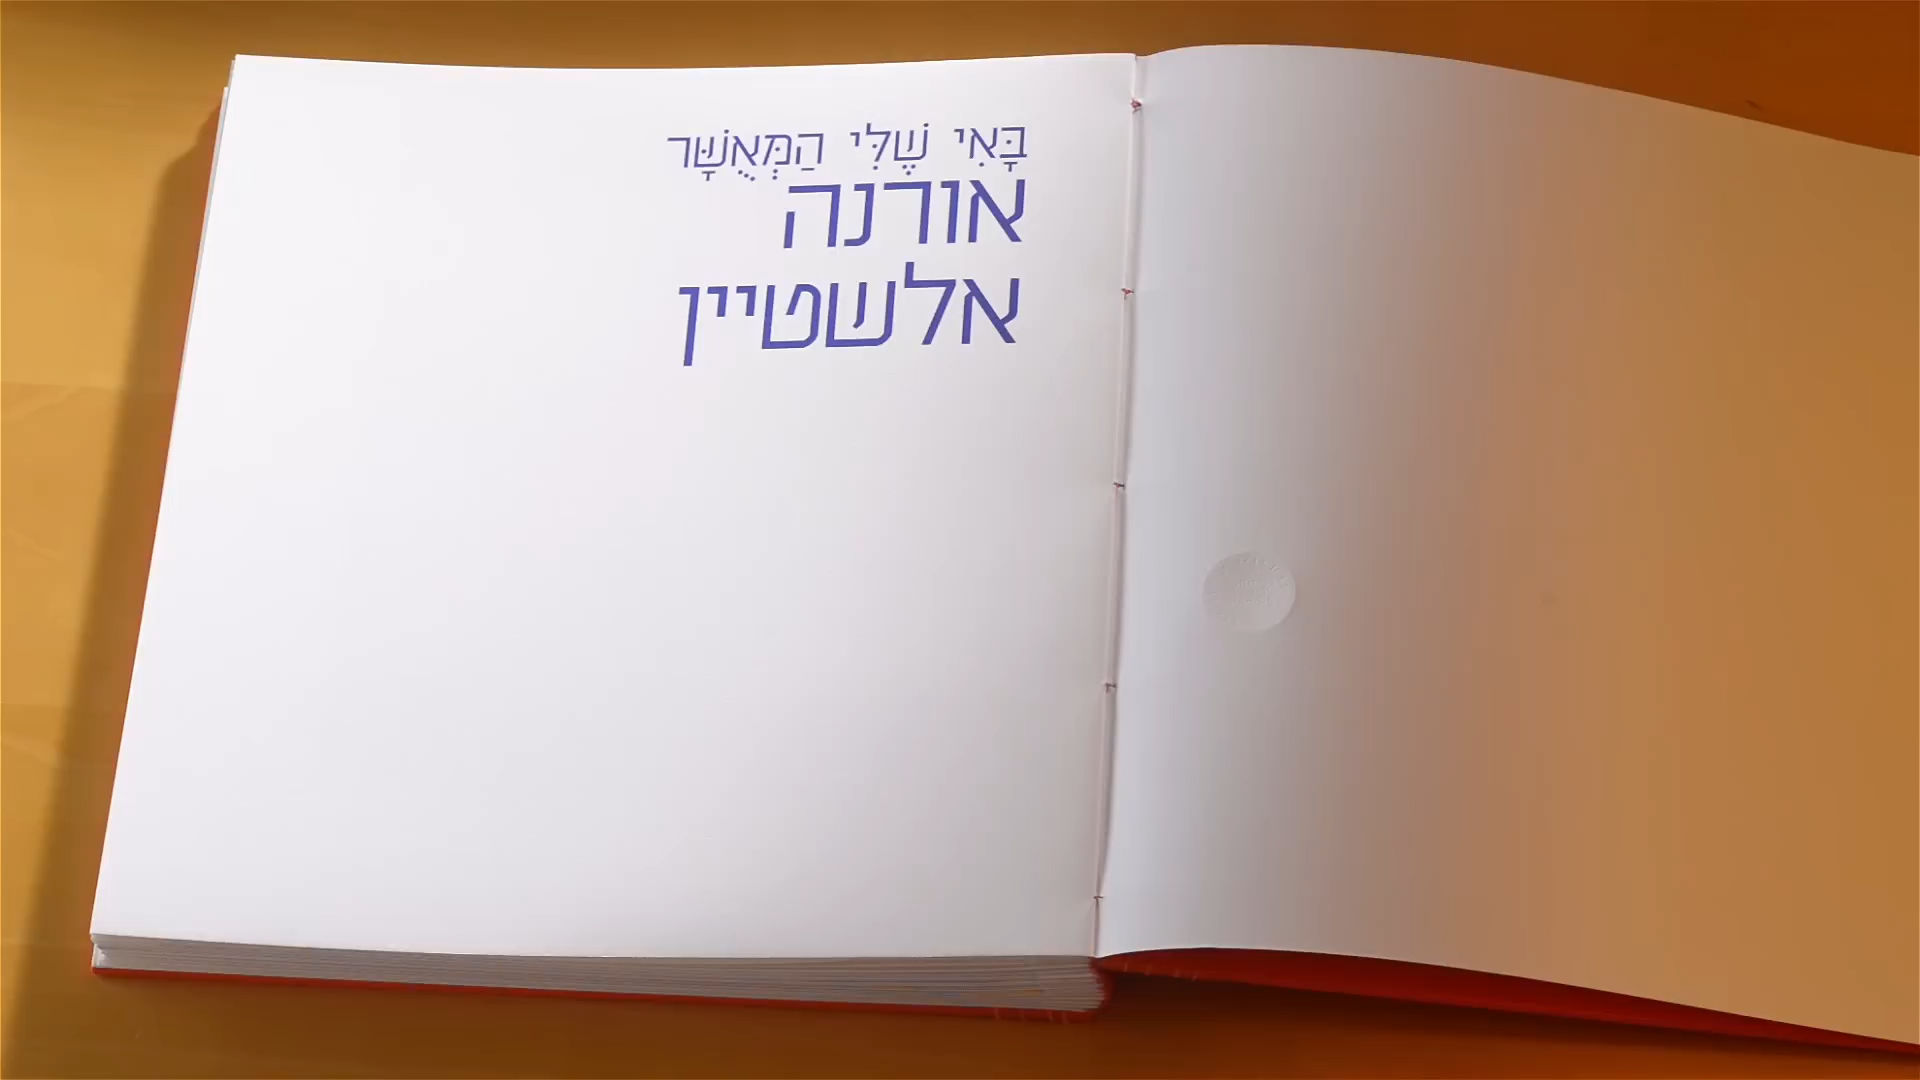 בָּאִי שֶׁלִּי הַמְּאֻשָּׁר
אורנה
אלשטיין